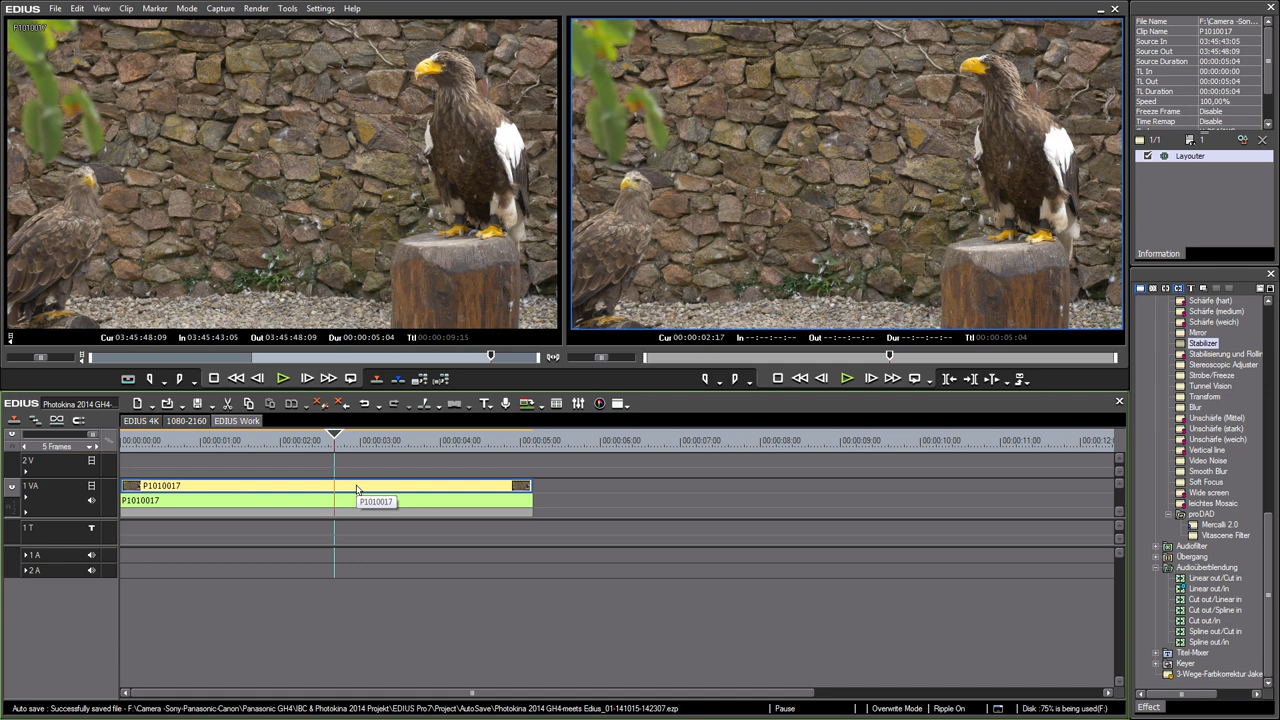 EDIUS File Edit View Clip Marker Mode Capture Render Tools Settings Help
P1010017
Cur 03:45:48:09 In 03:45:43:05 Out 03:45:48:09 Dur 00:00:05:04 Ttl 00:00:09:15
Cur 00:00:02:17 In --:--:--:-- Out --:--:--:-- Dur --:--:--:-- Ttl 00:00:05:04
File Name F:\Camera -Son...
Clip Name P1010017
Source In 03:45:43:05
Source Out 03:45:48:09
Source Duration 00:00:05:04
TL In 00:00:00:00
TL Out 00:00:05:04
TL Duration 00:00:05:04
Speed 100,00%
Freeze Frame Disable
Time Remap Disable
1/1 1
Layouter
Information
Schärfe (hart)
Schärfe (medium)
Schärfe (weich)
Mirror
Stabilizer
Stabilisierung und Rollin
Stereoscopic Adjuster
Strobe/Freeze
Tunnel Vision
Transform
Blur
Unschärfe (Mittel)
Unschärfe (stark)
Unschärfe (weich)
Vertical line
Video Noise
Smooth Blur
Soft Focus
Wide screen
leichtes Mosaic
proDAD
Mercalli 2.0
Vitascene Filter
Audiofilter
Übergang
Audioüberblendung
Linear out/Cut in
Linear out/in
Cut out/Linear in
Cut out/Spline in
Cut out/in
Spline out/Cut in
Spline out/in
Titel-Mixer
Keyer
3-Wege-Farbkorrektur Jake
Effect
EDIUS Photokina 2014 GH4-
EDIUS 4K 1080-2160 EDIUS Work
5 Frames
00:00:00:00 00:00:01:00 00:00:02:00 00:00:03:00 00:00:04:00 00:00:05:00 00:00:06:00 00:00:07:00 00:00:08:00 00:00:09:00 00:00:10:00 00:00:11:00 00:00:12:0
2 V
1 VA P1010017
P1010017 P1010017
1 T T
1 A
2 A
Auto save : Successfully saved file - F:\Camera -Sony-Panasonic-Canon\Panasonic GH4\IBC & Photokina 2014 Projekt\EDIUS Pro7\Project\AutoSave\Photokina 2014 GH4-meets Edius_01-141015-142307.ezp Pause Overwrite Mode Ripple On Disk :75% is being used(F:)